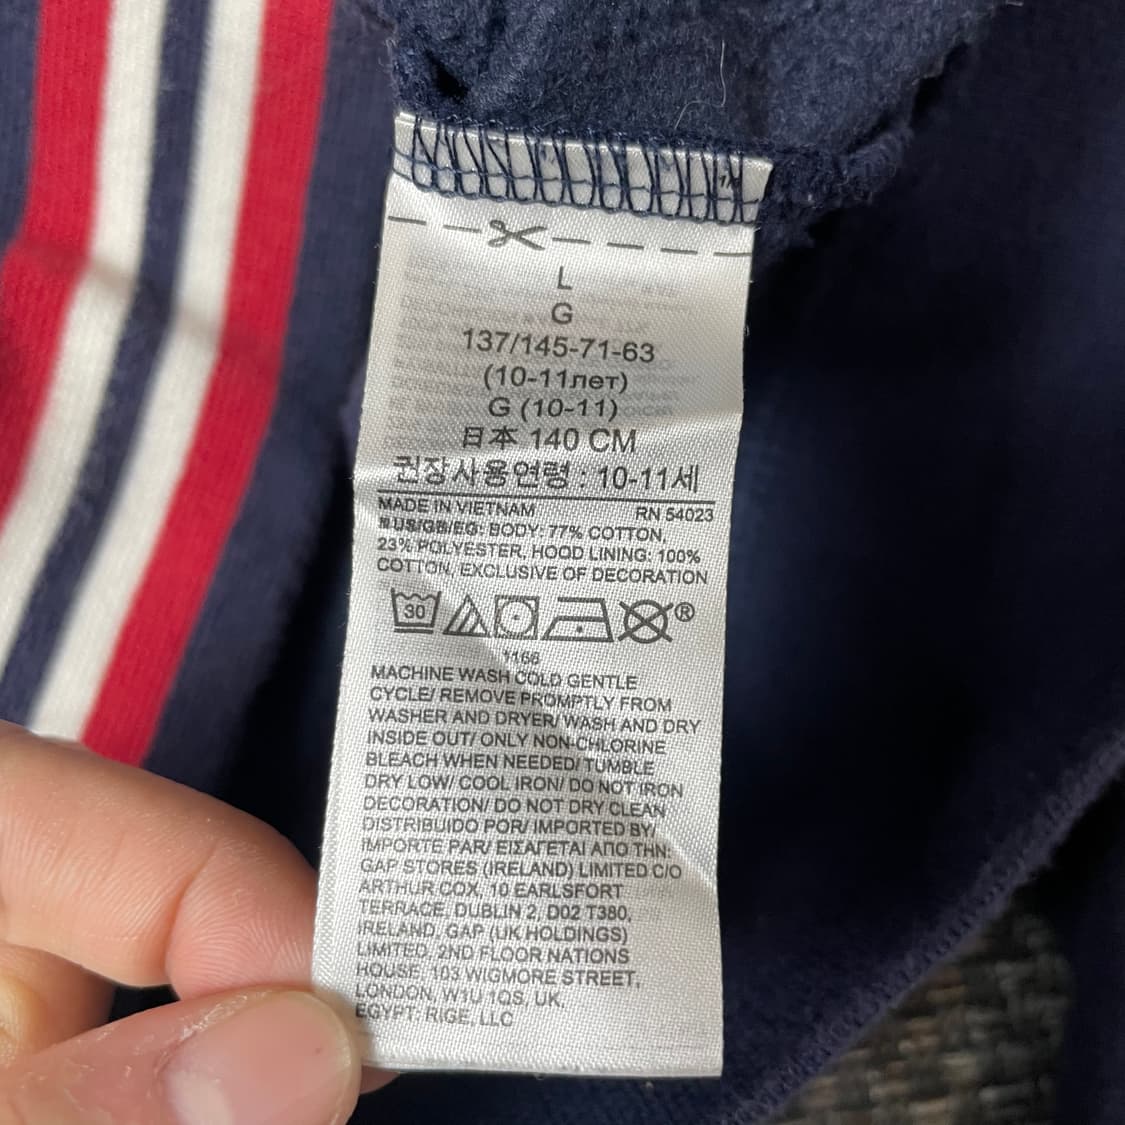 L
G
137/145-71-63
(10-11лет)
G (10-11)
日本 140 CM
권장사용연령 : 10-11세
MADE IN VIETNAM RN 54023
US/GB/EG: BODY: 77% COTTON,
23% POLYESTER, HOOD LINING: 100%
COTTON, EXCLUSIVE OF DECORATION
30 ®
1166
MACHINE WASH COLD GENTLE
CYCLE/ REMOVE PROMPTLY FROM
WASHER AND DRYER/ WASH AND DRY
INSIDE OUT/ ONLY NON-CHLORINE
BLEACH WHEN NEEDED/ TUMBLE
DRY LOW/ COOL IRON/ DO NOT IRON
DECORATION/ DO NOT DRY CLEAN
DISTRIBUIDO POR/ IMPORTED BY/
IMPORTE PAR/ ΕΙΣΑΓΕΤΑΙ ΑΠΟ ΤΗΝ:
GAP STORES (IRELAND) LIMITED C/O
ARTHUR COX, 10 EARLSFORT
TERRACE, DUBLIN 2, D02 T380,
IRELAND, GAP (UK HOLDINGS)
LIMITED, 2ND FLOOR NATIONS
HOUSE, 103 WIGMORE STREET,
LONDON, W1U 1QS, UK.
EGYPT: RIGE, LLC